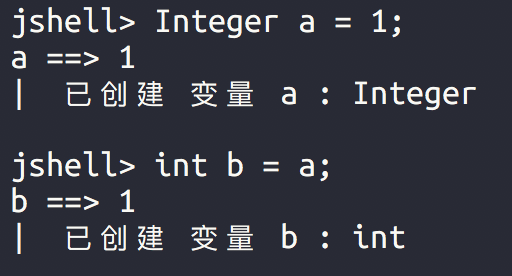 jshell> Integer a = 1;
a ==> 1
|  已创建 变量 a : Integer
jshell> int b = a;
b ==> 1
|  已创建 变量 b : int